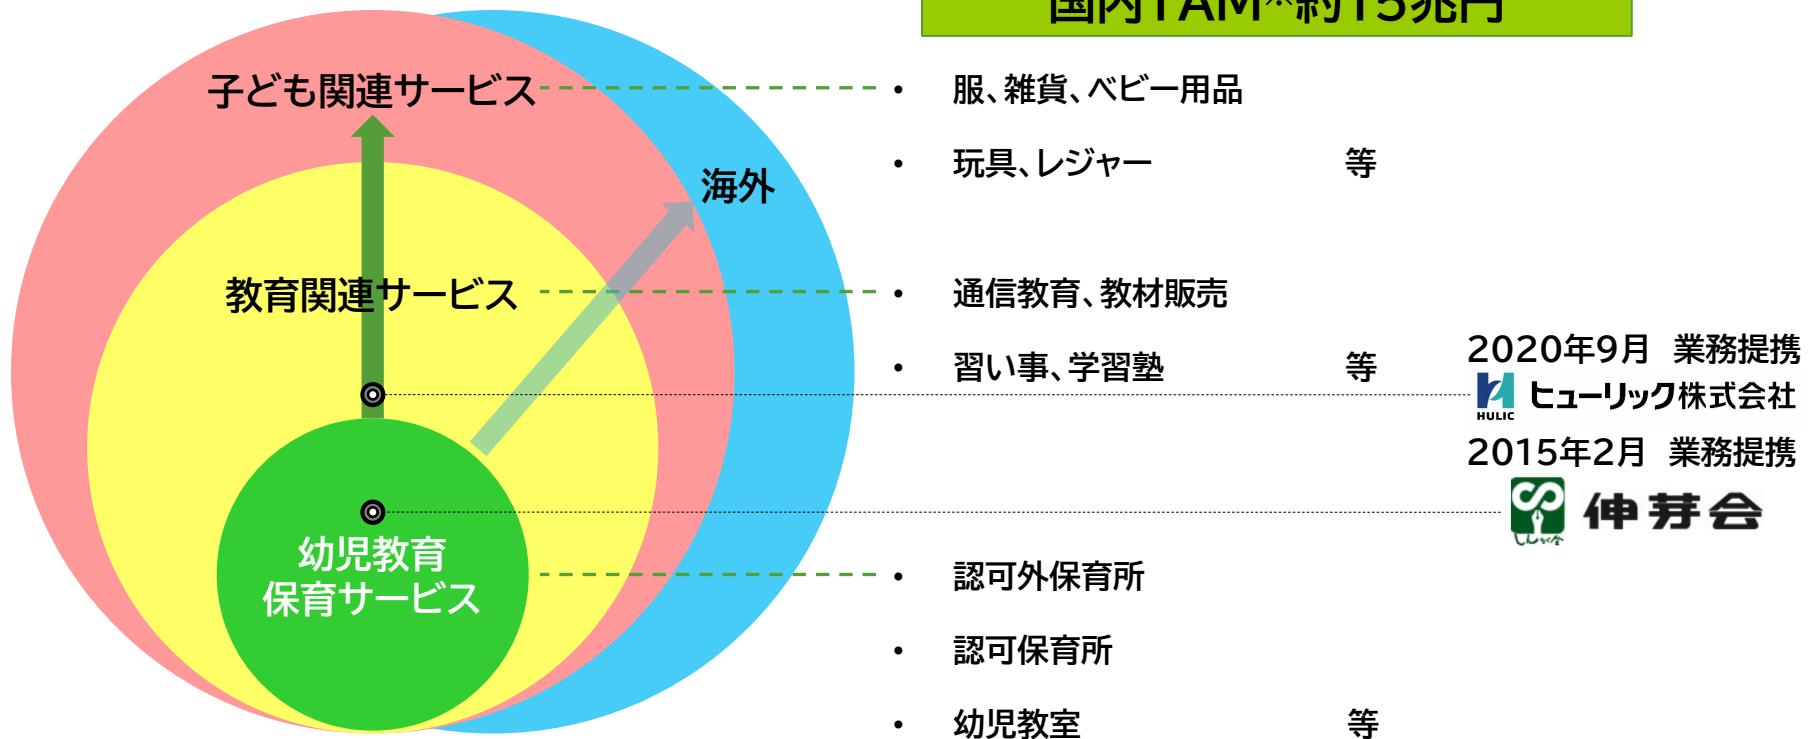 国内TAM※約15兆円
子ども関連サービス
・ 服、雑貨、ベビー用品
・ 玩具、レジャー 等
海外
教育関連サービス
・ 通信教育、教材販売
・ 習い事、学習塾 等
2020年9月 業務提携
HULIC ヒューリック株式会社
2015年2月 業務提携
しんが会 伸芽会
幼児教育
保育サービス
・ 認可外保育所
・ 認可保育所
・ 幼児教室 等